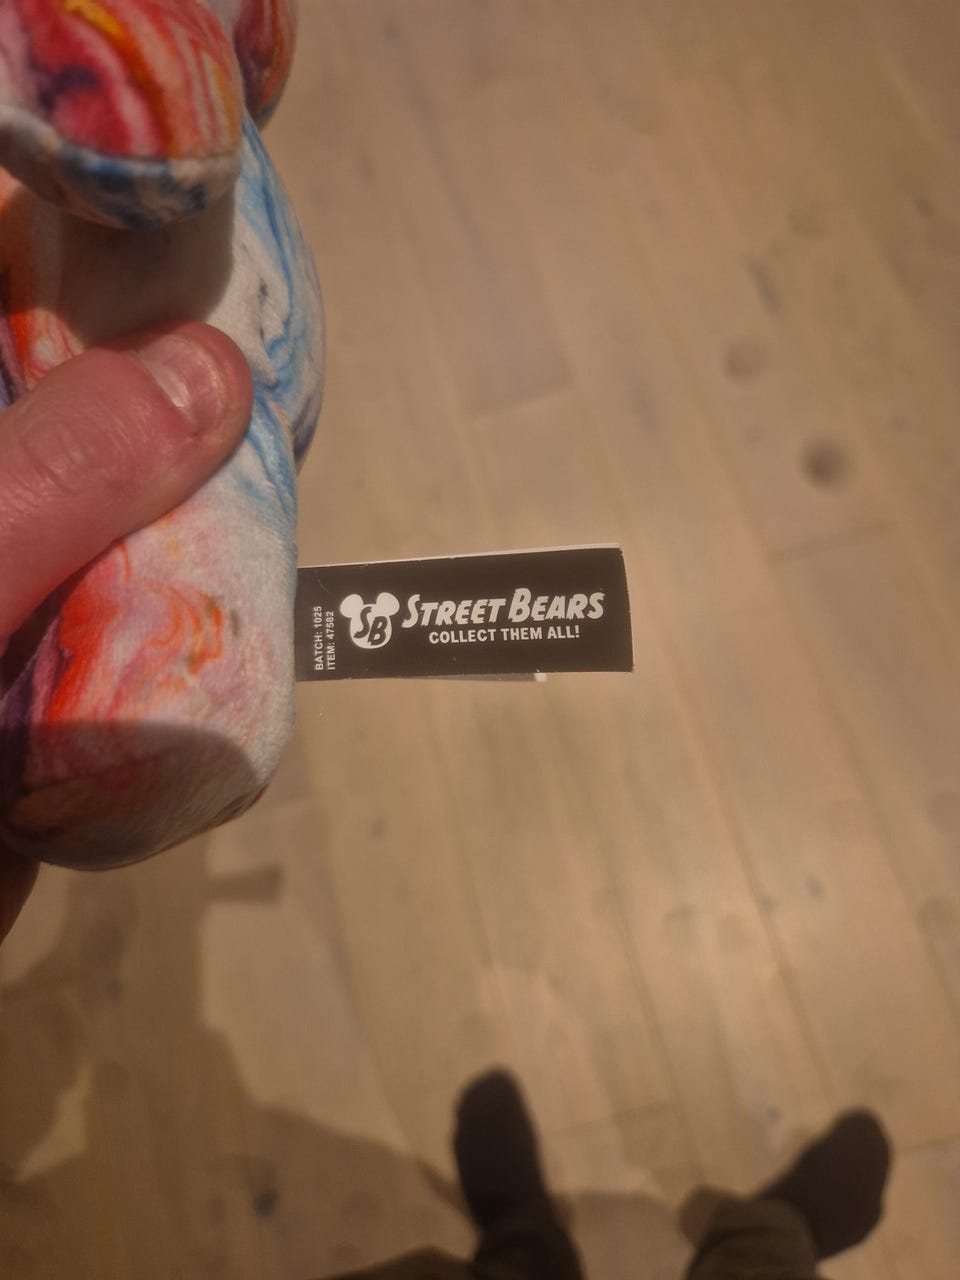 BATCH: 1025
ITEM: 47582
SB
STREET BEARS
COLLECT THEM ALL!